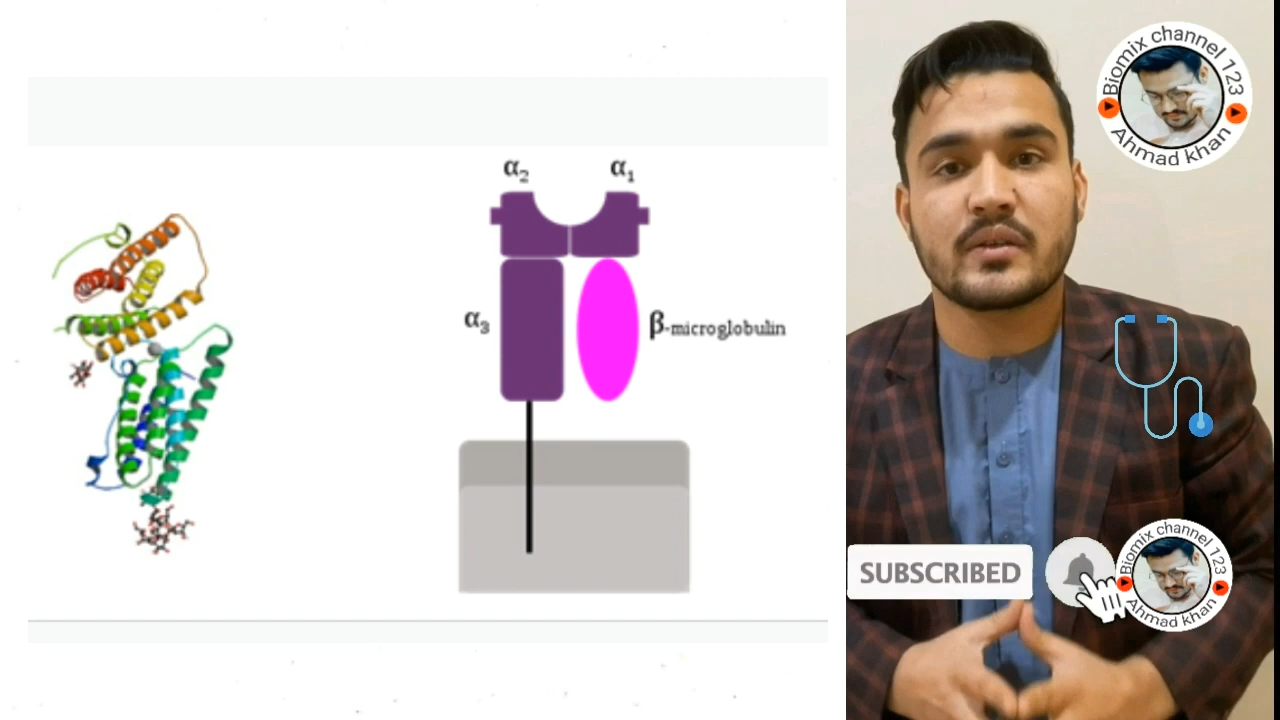 α2
α1
α3
β-microglobulin
Biomix channel 123
Ahmad khan
SUBSCRIBED
Biomix channel 123
Ahmad khan